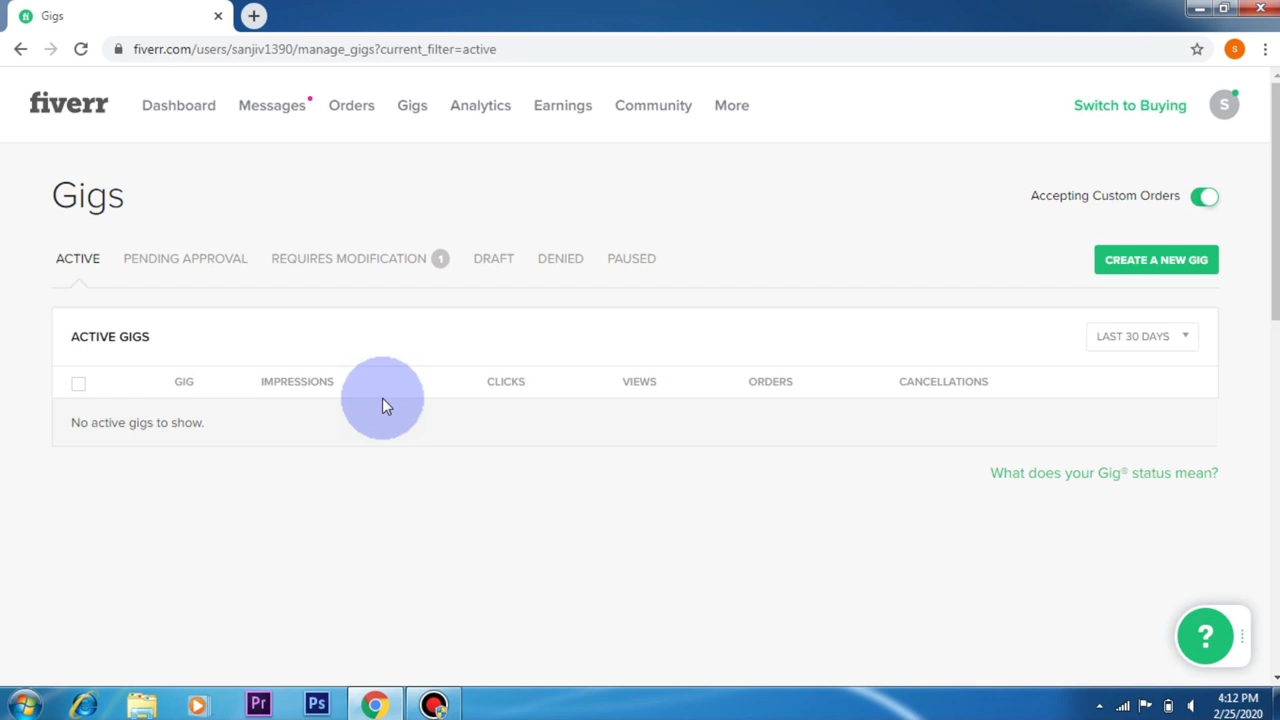 fi Gigs
fiverr.com/users/sanjiv1390/manage_gigs?current_filter=active
S
fiverr Dashboard Messages Orders Gigs Analytics Earnings Community More Switch to Buying S
Gigs
Accepting Custom Orders
ACTIVE PENDING APPROVAL REQUIRES MODIFICATION 1 DRAFT DENIED PAUSED CREATE A NEW GIG
ACTIVE GIGS LAST 30 DAYS
GIG IMPRESSIONS CLICKS VIEWS ORDERS CANCELLATIONS
No active gigs to show.
What does your Gig® status mean?
?
Pr Ps
4:12 PM
2/25/2020